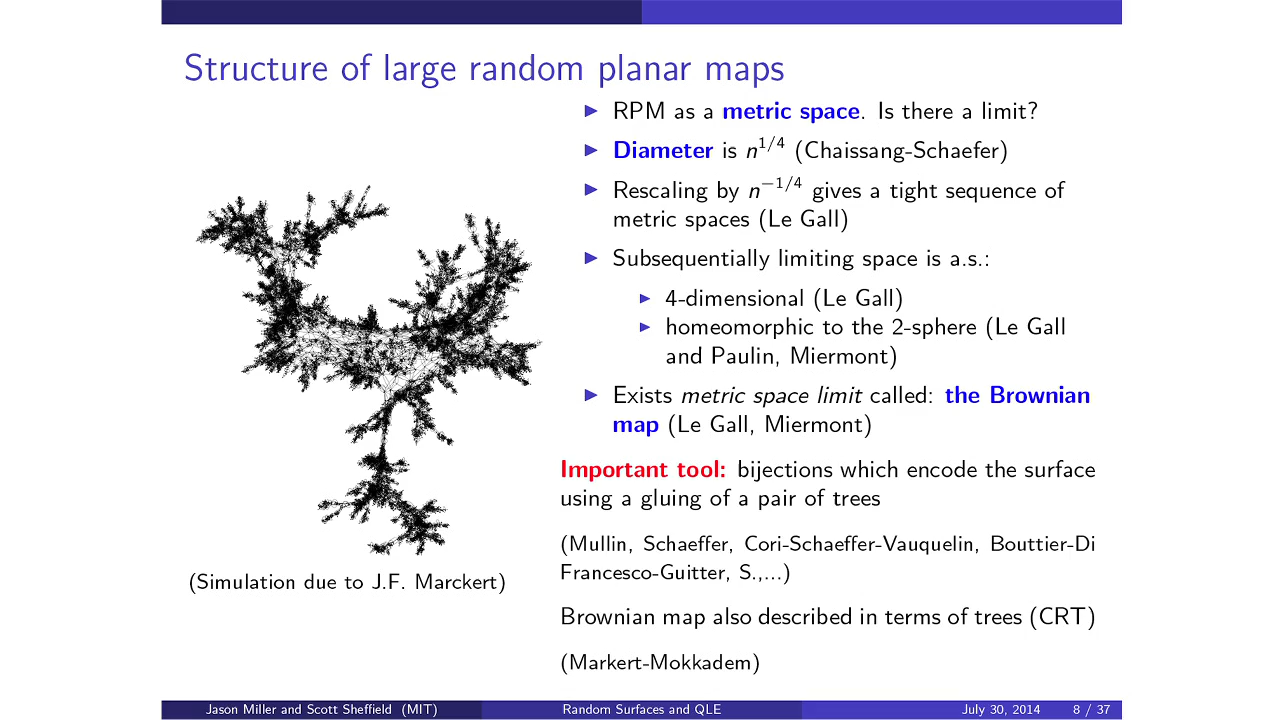 Structure of large random planar maps
RPM as a metric space. Is there a limit?
Diameter is n^{1/4} (Chaissang-Schaefer)
Rescaling by n^{−1/4} gives a tight sequence of
metric spaces (Le Gall)
Subsequentially limiting space is a.s.:
4-dimensional (Le Gall)
homeomorphic to the 2-sphere (Le Gall
and Paulin, Miermont)
Exists metric space limit called: the Brownian
map (Le Gall, Miermont)
Important tool: bijections which encode the surface
using a gluing of a pair of trees
(Mullin, Schaeffer, Cori-Schaeffer-Vauquelin, Bouttier-Di
Francesco-Guitter, S.,...)
(Simulation due to J.F. Marckert)
Brownian map also described in terms of trees (CRT)
(Markert-Mokkadem)
Jason Miller and Scott Sheffield (MIT)
Random Surfaces and QLE
July 30, 2014
8 / 37